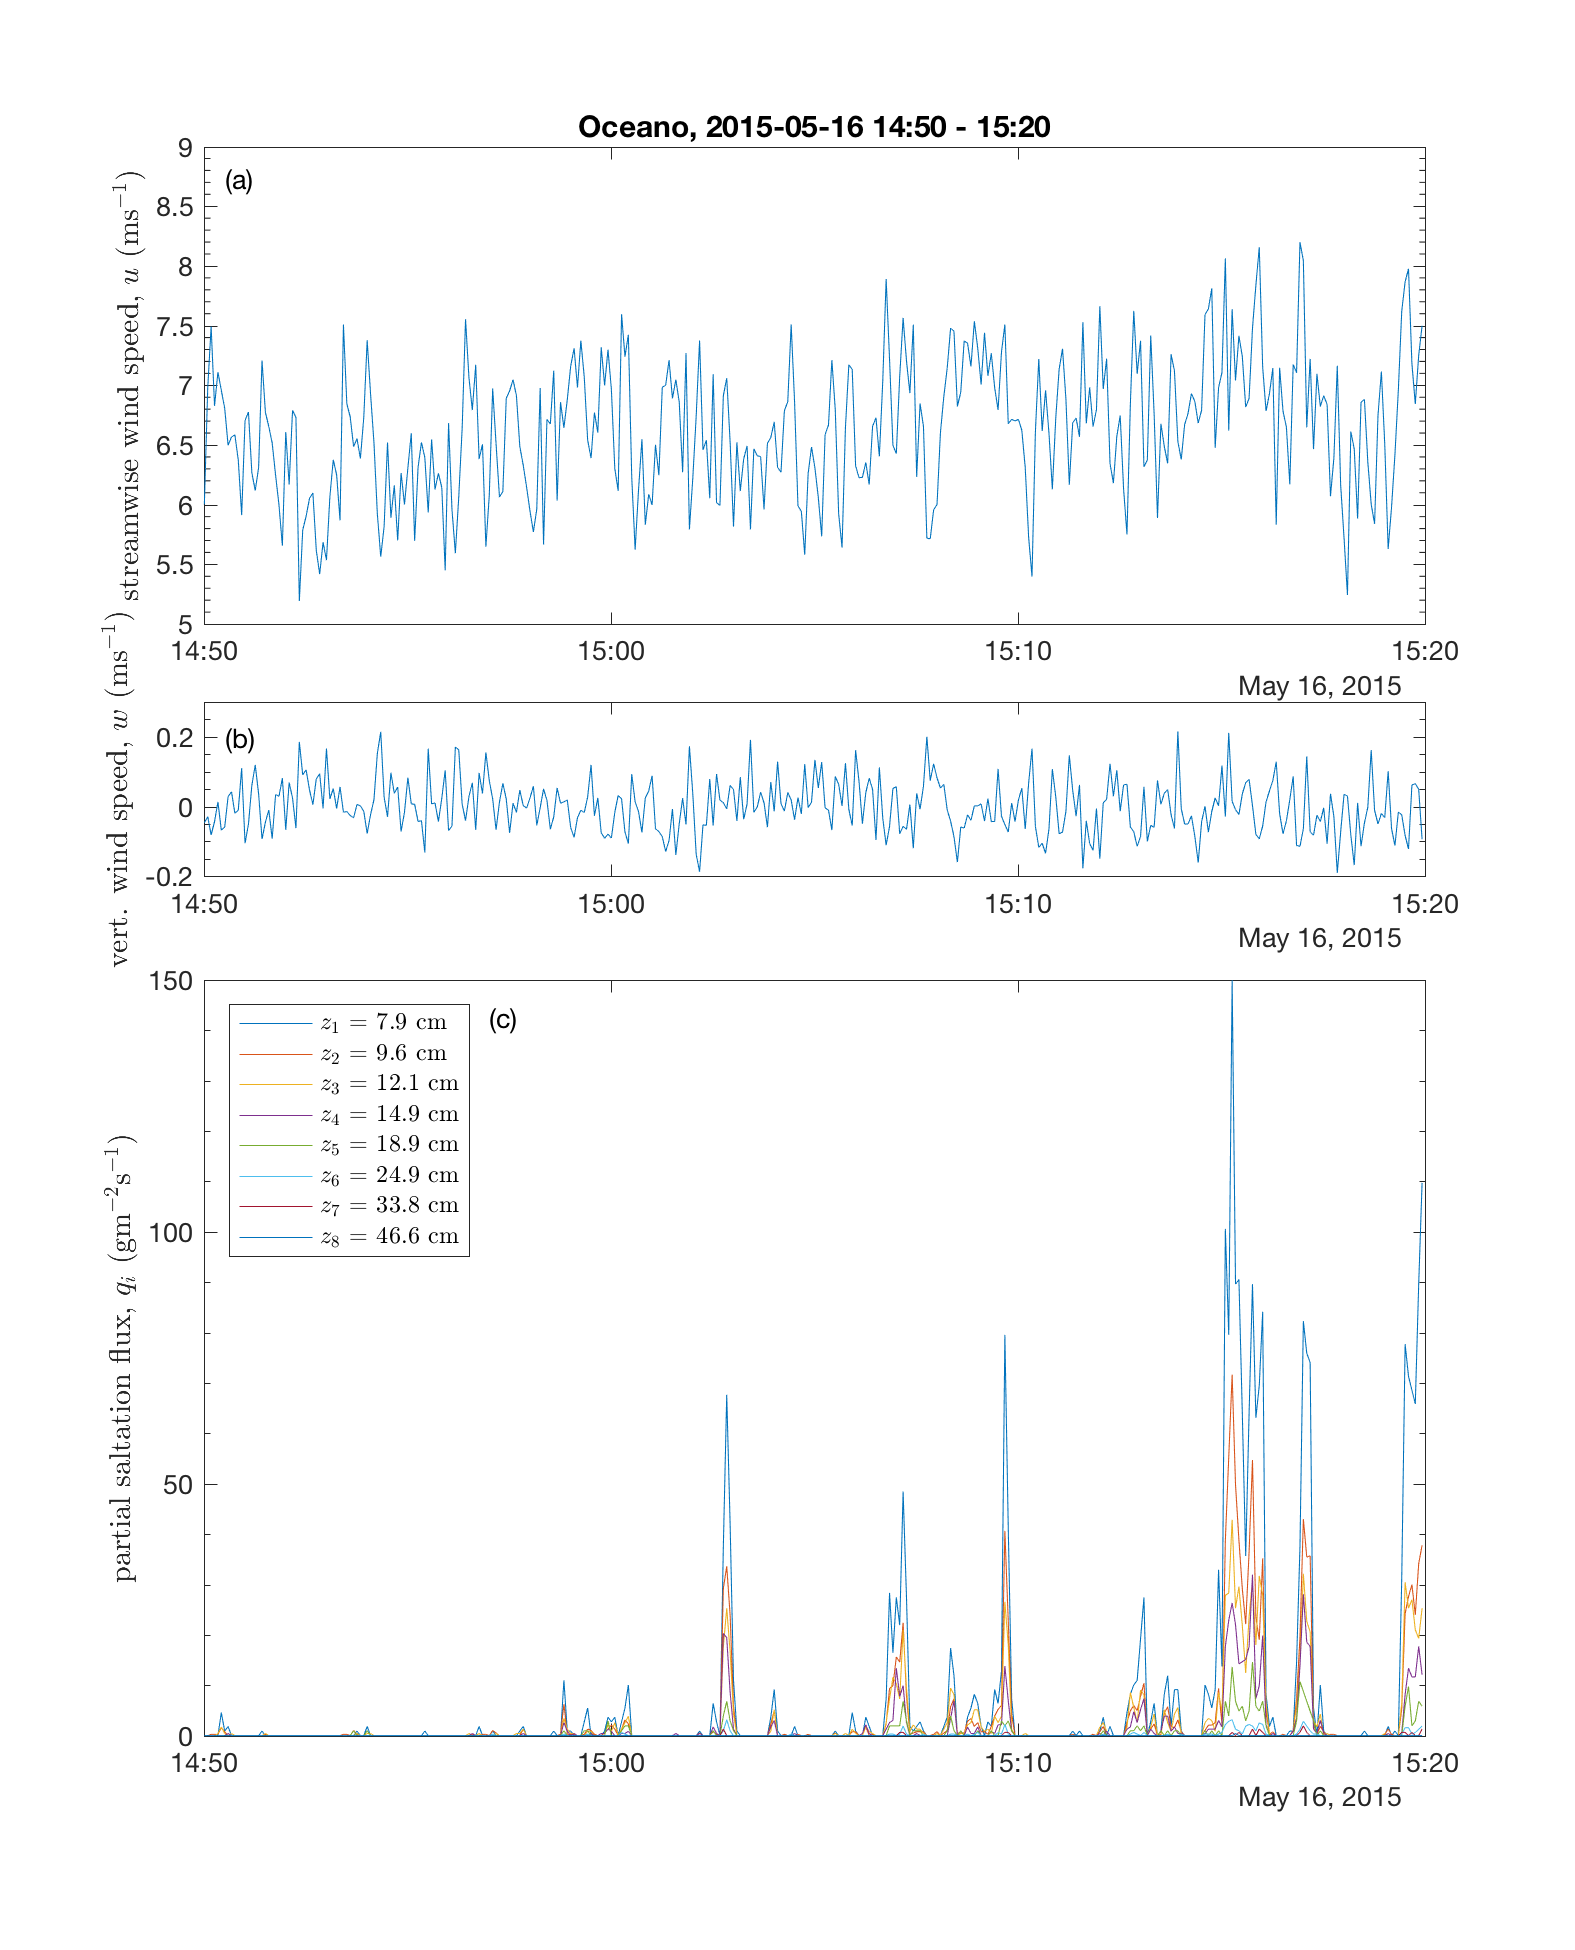 Oceano, 2015-05-16 14:50 - 15:20
streamwise wind speed, u (ms⁻¹)
(a)
9
8.5
8
7.5
7
6.5
6
5.5
5
14:50 15:00 15:10 15:20
May 16, 2015
vert. wind speed, w (ms⁻¹)
(b)
0.2
0
-0.2
14:50 15:00 15:10 15:20
May 16, 2015
partial saltation flux, qᵢ (gm⁻²s⁻¹)
(c)
150
100
50
0
z₁ = 7.9 cm
z₂ = 9.6 cm
z₃ = 12.1 cm
z₄ = 14.9 cm
z₅ = 18.9 cm
z₆ = 24.9 cm
z₇ = 33.8 cm
z₈ = 46.6 cm
14:50 15:00 15:10 15:20
May 16, 2015